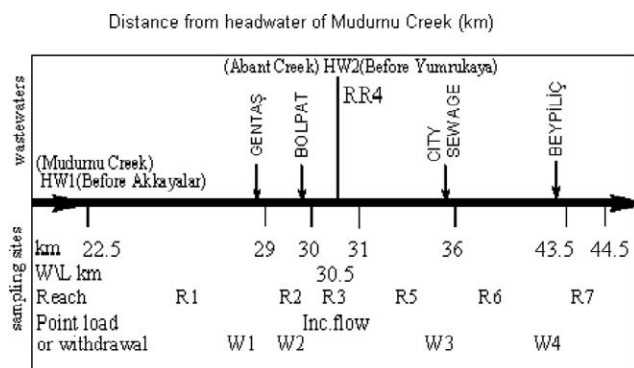 Distance from headwater of Mudurnu Creek (km)
wastewaters
(Abant Creek) HW2(Before Yumrukaya)
RR4
GENTAŞ
BOLPAT
CITY
SEWAGE
BEYPİLİÇ
(Mudurnu Creek)
HW1(Before Akkayalar)
sampling sites
km 22.5 29 30 31 36 43.5 44.5
W\L km 30.5
Reach R1 R2 R3 R5 R6 R7
Point load Inc.flow
or withdrawal W1 W2 W3 W4